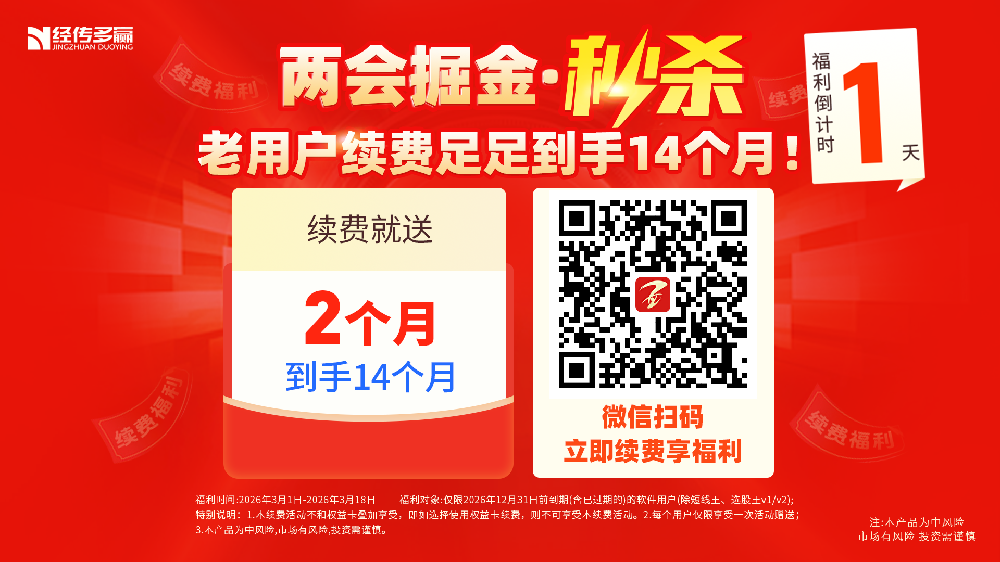 经传多赢
JINGZHUAN DUOYING
两会掘金·秒杀
老用户续费足足到手14个月！
福利倒计时
1
天
续费福利
续费
续费就送
2个月
到手14个月
微信扫码
立即续费享福利
续费福利
续费福利
福利时间:2026年3月1日-2026年3月18日 福利对象:仅限2026年12月31日前到期(含已过期的)的软件用户(除短线王、选股王v1/v2);
特别说明：1.本续费活动不和权益卡叠加享受，即如选择使用权益卡续费，则不可享受本续费活动。2.每个用户仅限享受一次活动赠送；
3.本产品为中风险,市场有风险,投资需谨慎。
注:本产品为中风险
市场有风险 投资需谨慎